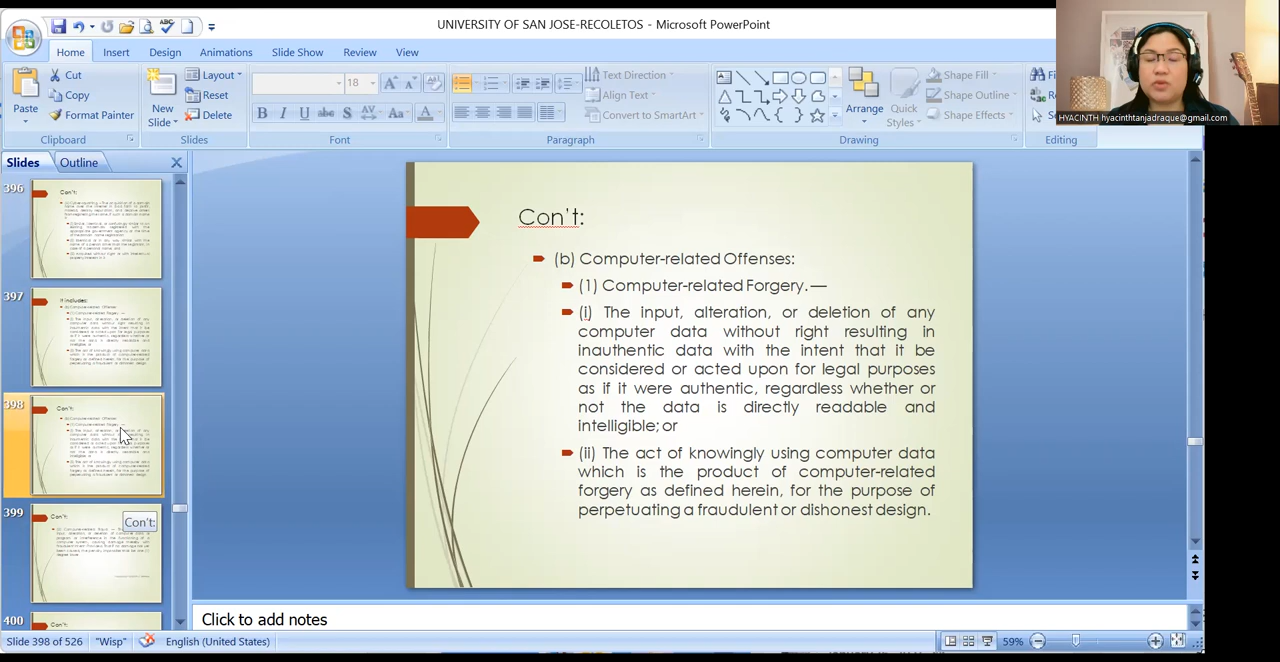 UNIVERSITY OF SAN JOSE-RECOLETOS - Microsoft PowerPoint
Home Insert Design Animations Slide Show Review View
Paste
Cut
Copy
Format Painter
Clipboard
New
Slide
Layout
Reset
Delete
Slides
18
Font
Paragraph
Text Direction
Align Text
Convert to SmartArt
Arrange
Quick
Styles
Shape Fill
Shape Outline
Shape Effects
Drawing
Editing
HYACINTH hyacinthtanjadraque@gmail.com
Slides Outline
396
Con't:
397
It includes:
398
Con't:
399
Con't:
Con't:
400
Con't:
Con't:
(b) Computer-related Offenses:
(1) Computer-related Forgery. —
(i) The input, alteration, or deletion of any
computer data without right resulting in
inauthentic data with the intent that it be
considered or acted upon for legal purposes
as if it were authentic, regardless whether or
not the data is directly readable and
intelligible; or
(ii) The act of knowingly using computer data
which is the product of computer-related
forgery as defined herein, for the purpose of
perpetuating a fraudulent or dishonest design.
Click to add notes
Slide 398 of 526 "Wisp" English (United States) 59%